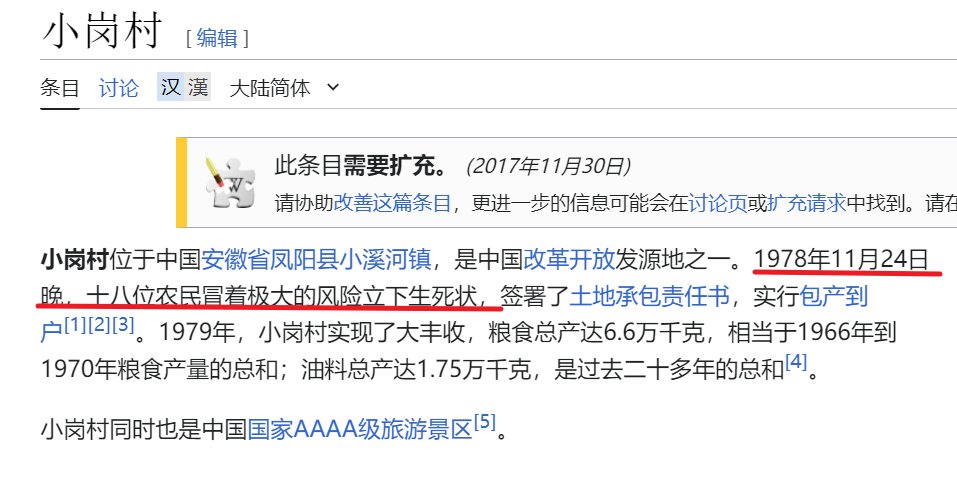 小岗村 [ 编辑 ]
条目 讨论 汉 漢 大陆简体
此条目需要扩充。 (2017年11月30日)
请协助改善这篇条目，更进一步的信息可能会在讨论页或扩充请求中找到。请在
小岗村位于中国安徽省凤阳县小溪河镇，是中国改革开放发源地之一。1978年11月24日
晚，十八位农民冒着极大的风险立下生死状，签署了土地承包责任书，实行包产到
户[1][2][3]。1979年，小岗村实现了大丰收，粮食总产达6.6万千克，相当于1966年到
1970年粮食产量的总和；油料总产达1.75万千克，是过去二十多年的总和[4]。
小岗村同时也是中国国家AAAA级旅游景区[5]。